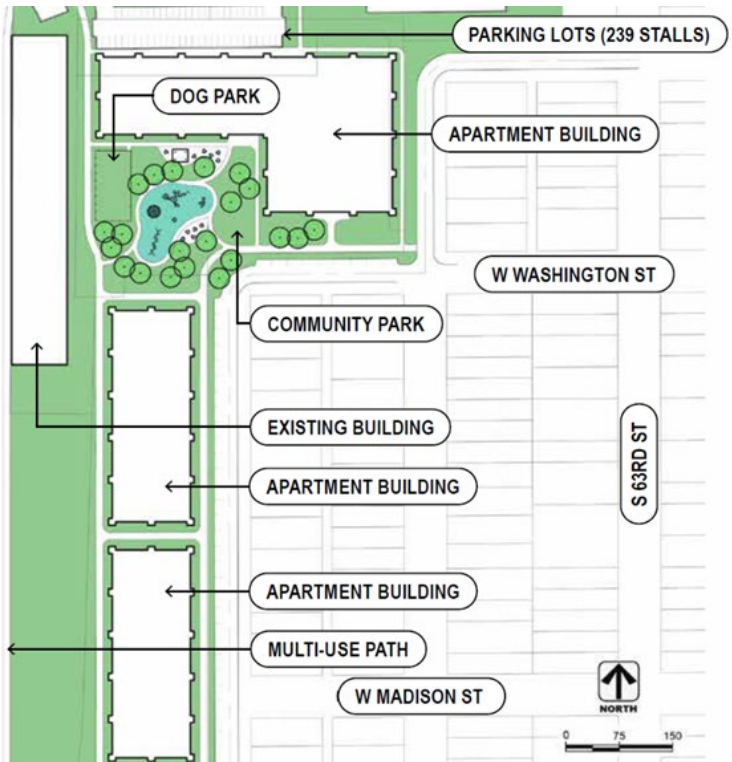 PARKING LOTS (239 STALLS)
DOG PARK
APARTMENT BUILDING
W WASHINGTON ST
COMMUNITY PARK
EXISTING BUILDING
S 63RD ST
APARTMENT BUILDING
APARTMENT BUILDING
MULTI-USE PATH
W MADISON ST
NORTH
0 75 150